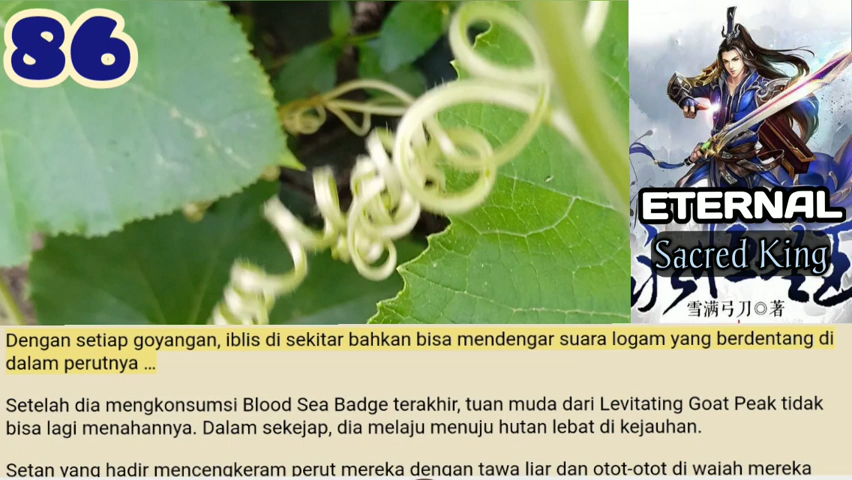 86
ETERNAL
Sacred King
雪满弓刀◎著
Dengan setiap goyangan, iblis di sekitar bahkan bisa mendengar suara logam yang berdentang di
dalam perutnya ...
Setelah dia mengkonsumsi Blood Sea Badge terakhir, tuan muda dari Levitating Goat Peak tidak
bisa lagi menahannya. Dalam sekejap, dia melaju menuju hutan lebat di kejauhan.
Setan yang hadir mencengkeram perut mereka dengan tawa liar dan otot-otot di wajah mereka